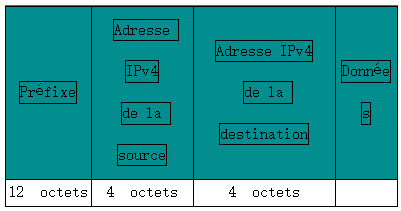 Préfixe
Adresse
IPv4
de la
source
Adresse IPv4
de la
destination
Donnée
s
12 octets
4 octets
4 octets